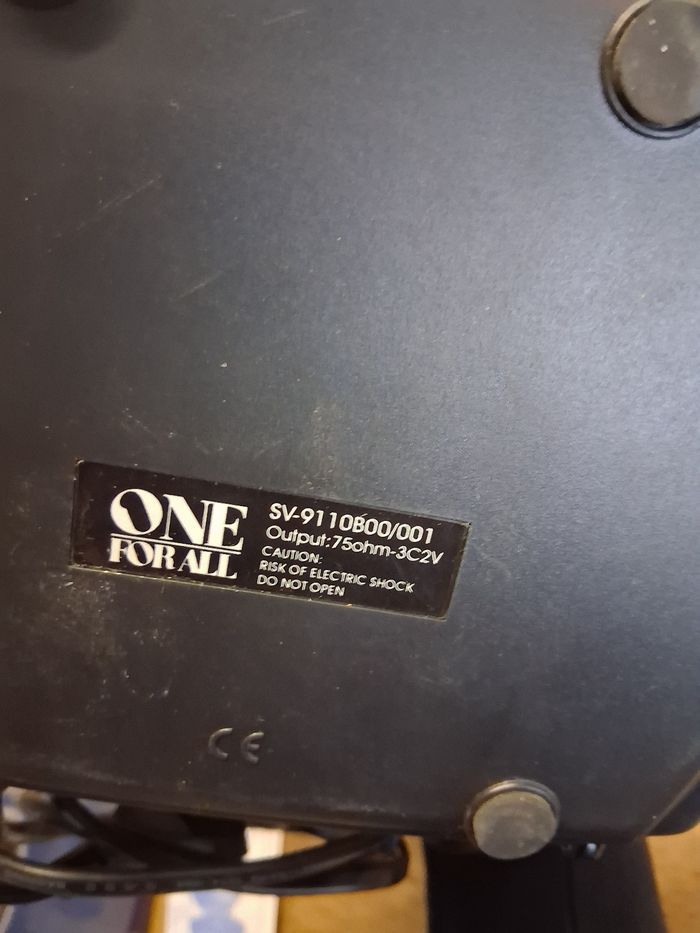 ONE
FOR ALL
SV-9110B00/001
Output:75ohm-3C2V
CAUTION:
RISK OF ELECTRIC SHOCK
DO NOT OPEN
CE